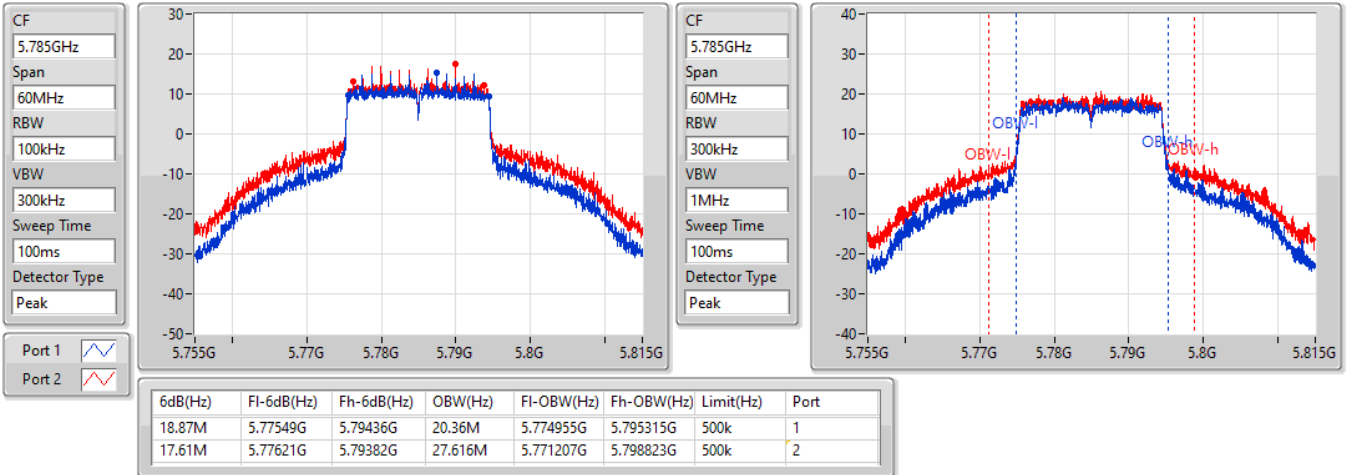 CF
5.785GHz
Span
60MHz
RBW
100kHz
VBW
300kHz
Sweep Time
100ms
Detector Type
Peak
Port 1
Port 2
30
20
10
0
-10
-20
-30
-40
-50
5.755G 5.77G 5.78G 5.79G 5.8G 5.815G
CF
5.785GHz
Span
60MHz
RBW
300kHz
VBW
1MHz
Sweep Time
100ms
Detector Type
Peak
40
30
20
10
0
-10
-20
-30
-40
OBW-l
OBW-l
OBW-h
OBW-h
5.755G 5.77G 5.78G 5.79G 5.8G 5.815G
6dB(Hz) Fl-6dB(Hz) Fh-6dB(Hz) OBW(Hz) Fl-OBW(Hz) Fh-OBW(Hz) Limit(Hz) Port
18.87M 5.77549G 5.79436G 20.36M 5.774955G 5.795315G 500k 1
17.61M 5.77621G 5.79382G 27.616M 5.771207G 5.798823G 500k 2